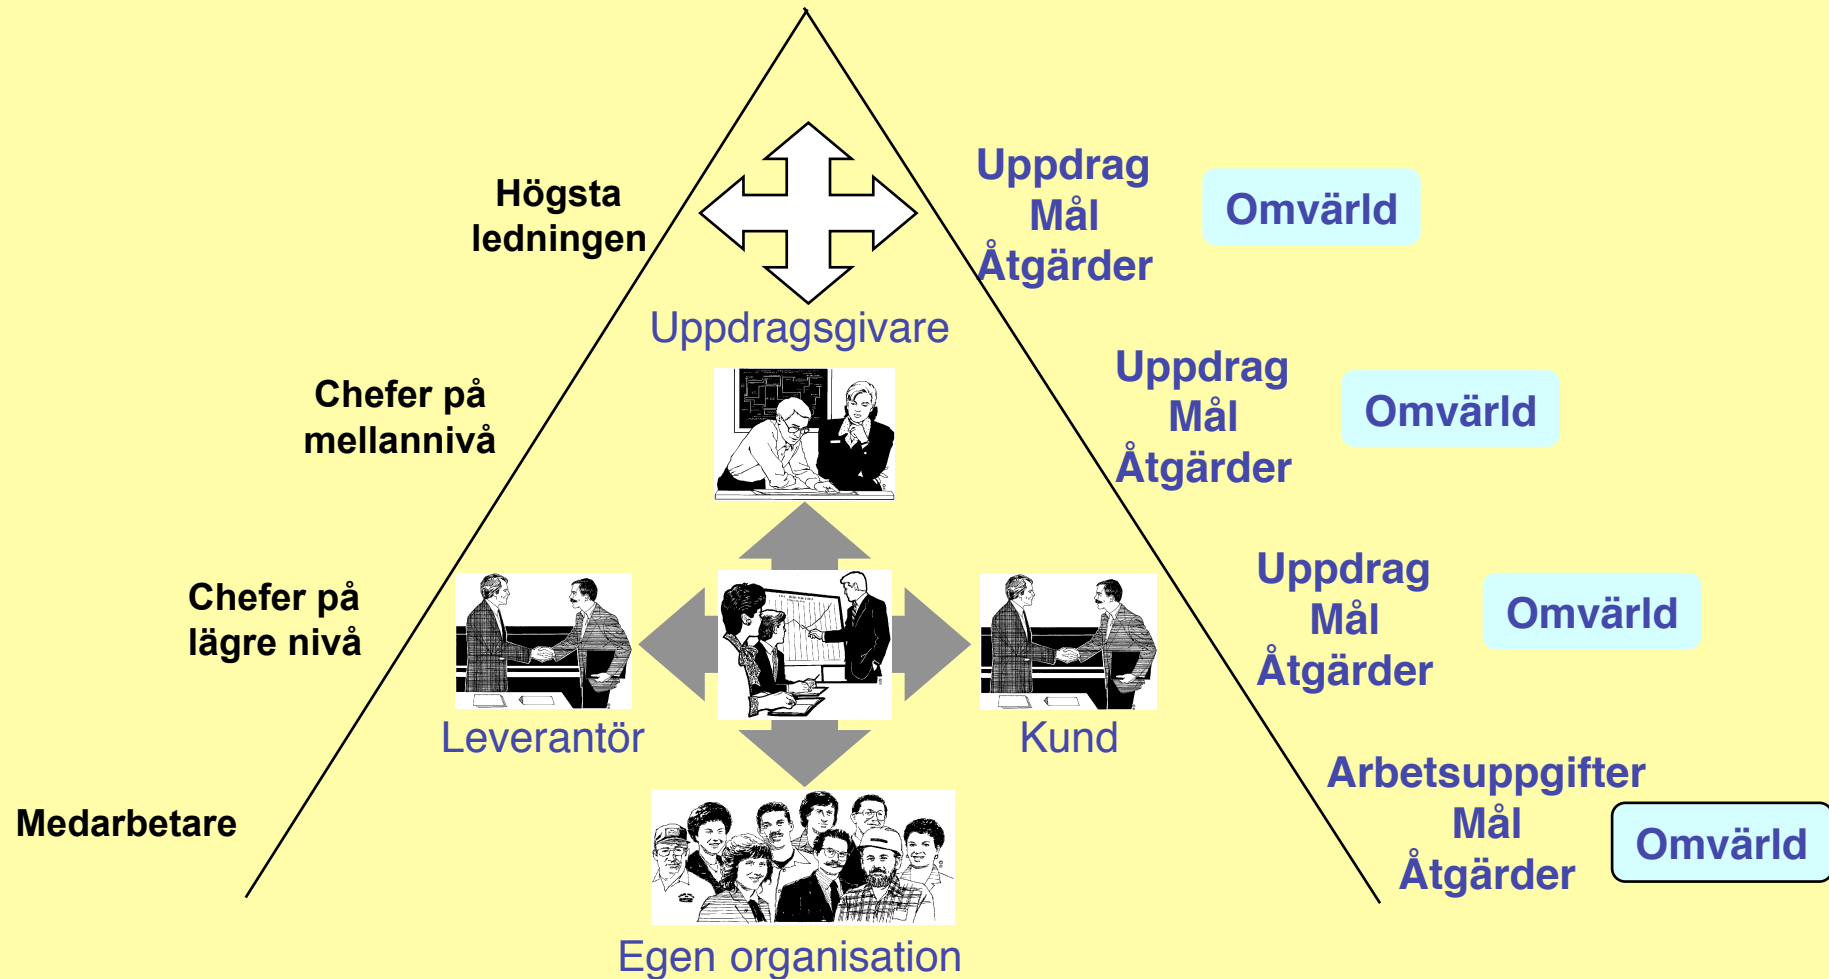 Högsta
ledningen
Uppdrag
Mål
Åtgärder
Omvärld
Uppdragsgivare
Chefer på
mellannivå
Uppdrag
Mål
Åtgärder
Omvärld
Chefer på
lägre nivå
Leverantör
Kund
Uppdrag
Mål
Åtgärder
Omvärld
Medarbetare
Arbetsuppgifter
Mål
Åtgärder
Omvärld
Egen organisation